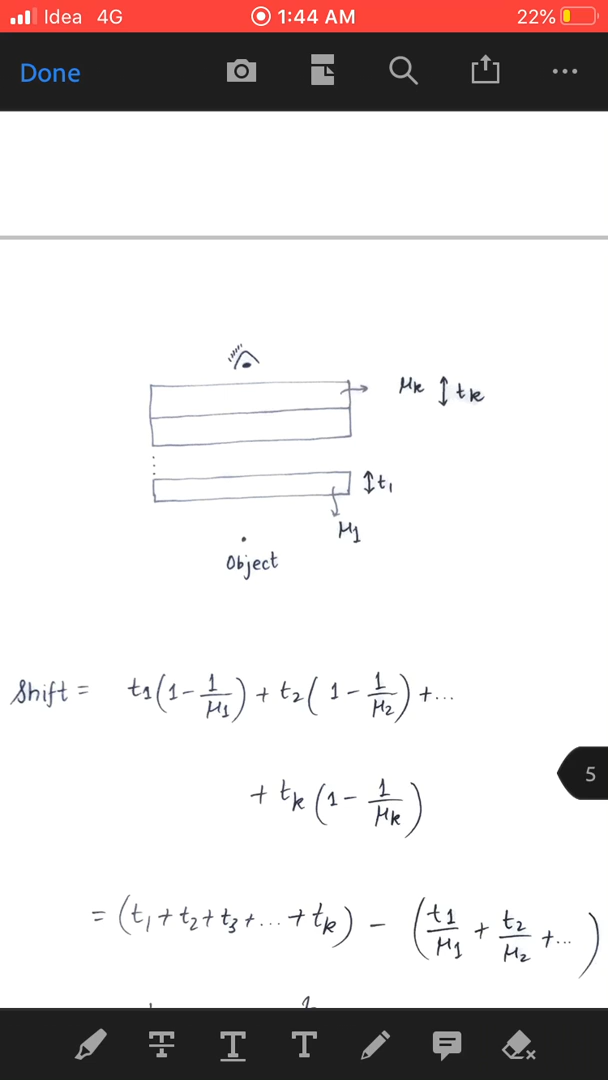 Idea 4G 1:44 AM 22%
Done
μk ↕ tk
↕t1
μ1
Object
Shift = t1(1 - 1/μ1) + t2(1 - 1/μ2) + ...
+ tk (1 - 1/μk)
5
= (t1 + t2 + t3 + ... + tk) - (t1/μ1 + t2/μ2 + ...)
T T T